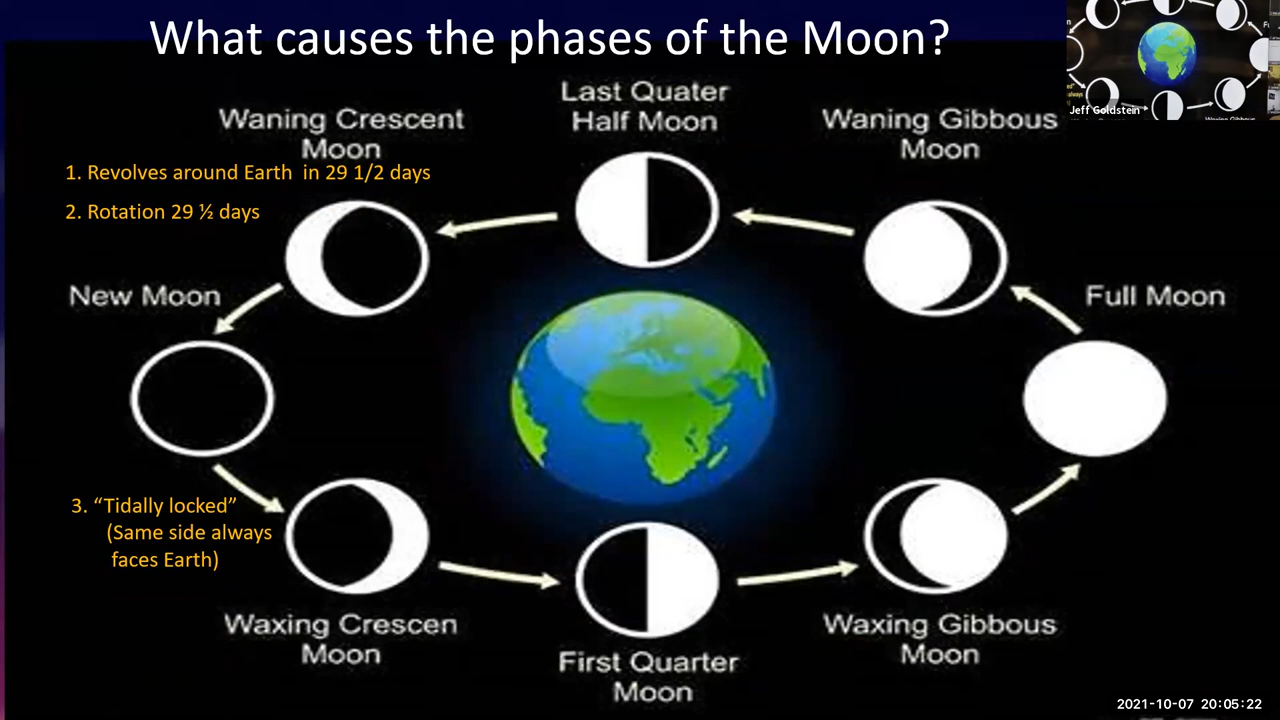 What causes the phases of the Moon?
Jeff Goldstein
Last Quater
Half Moon
Waning Crescent
Moon
Waning Gibbous
Moon
1. Revolves around Earth in 29 1/2 days
2. Rotation 29 ½ days
New Moon
Full Moon
3. “Tidally locked”
(Same side always
faces Earth)
Waxing Crescen
Moon
First Quarter
Moon
Waxing Gibbous
Moon
2021-10-07 20:05:22